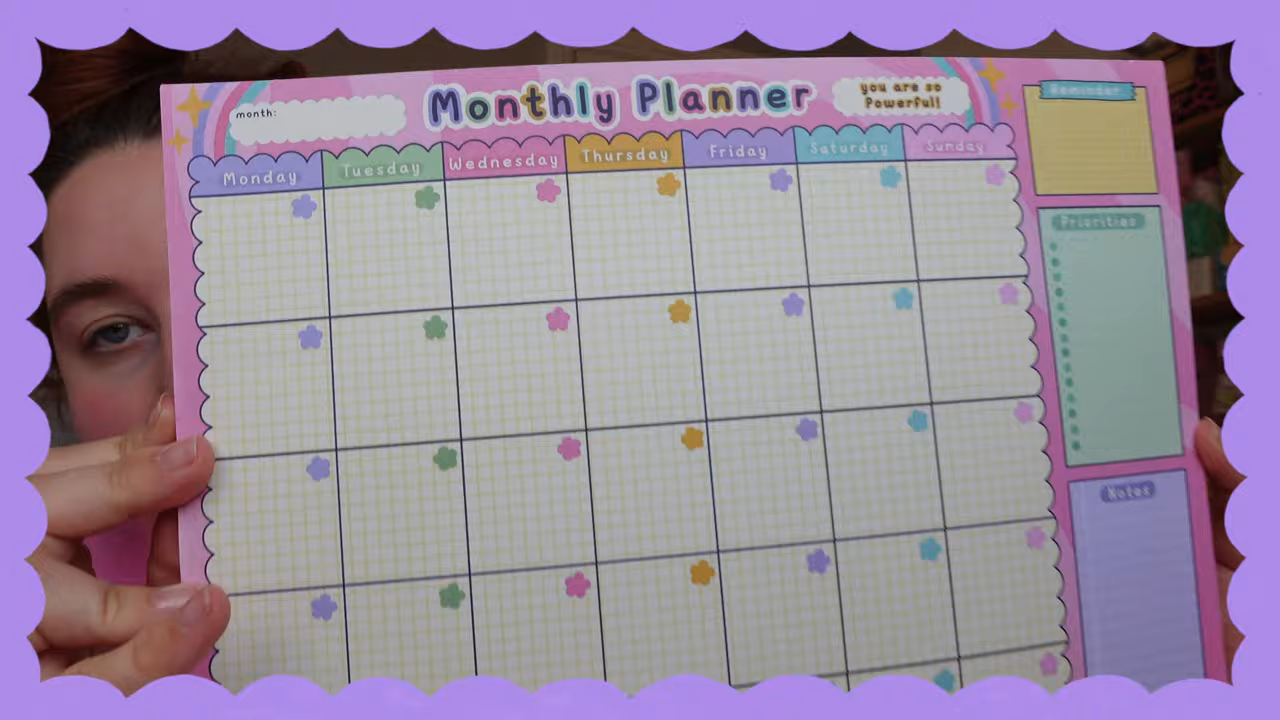 month:
Monthly Planner
you are so
Powerful!
Reminder
Monday
Tuesday
Wednesday
Thursday
Friday
Saturday
Sunday
Priorities
Notes